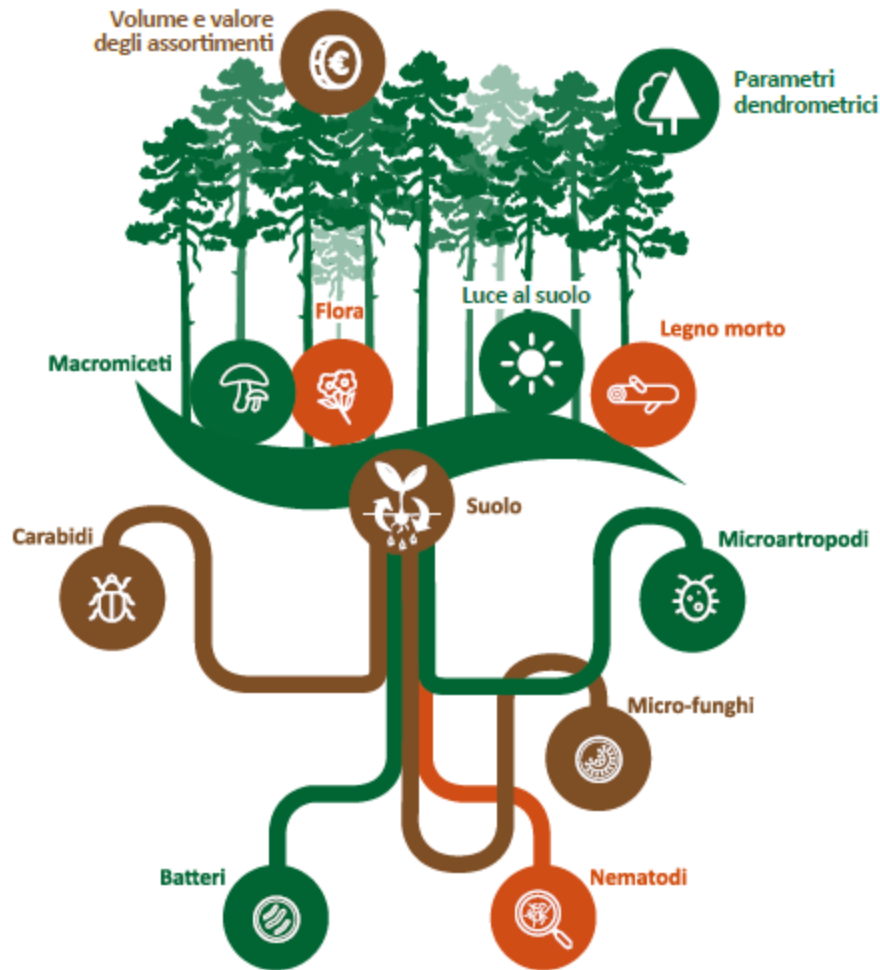 Volume e valore
degli assortimenti
€
Parametri
dendrometrici
Luce al suolo
Flora
Legno morto
Macromiceti
Suolo
Carabidi
Microartropodi
Micro-funghi
Batteri
Nematodi